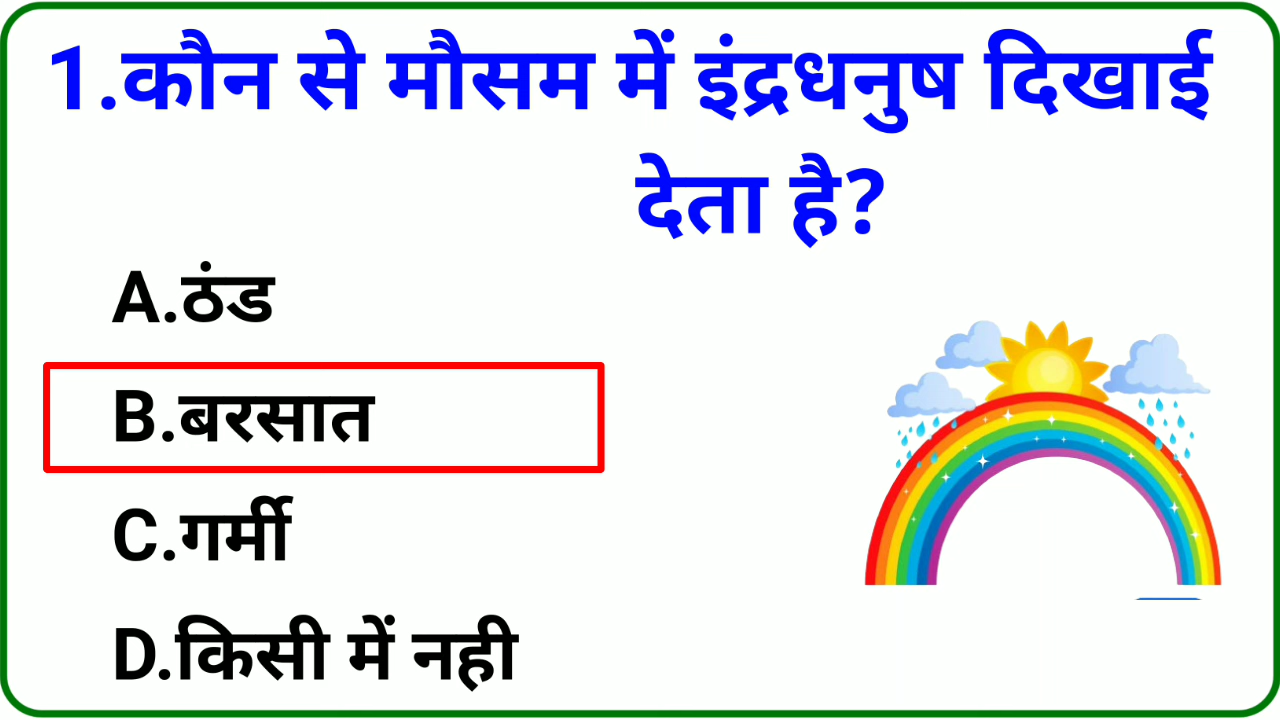 1.कौन से मौसम में इंद्रधनुष दिखाई
देता है?
A.ठंड
B.बरसात
C.गर्मी
D.किसी में नही